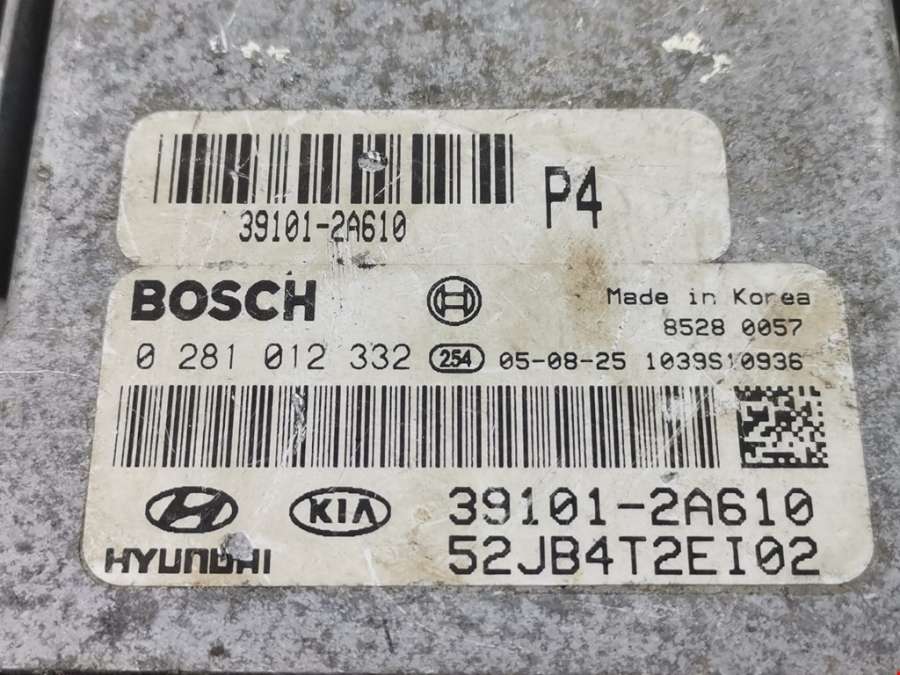 39101-2A610
P4
BOSCH
Made in Korea
8528 0057
0 281 012 332 254 05-08-25 1039S10936
HYUNDAI
KIA
39101-2A610
52JB4T2EI02